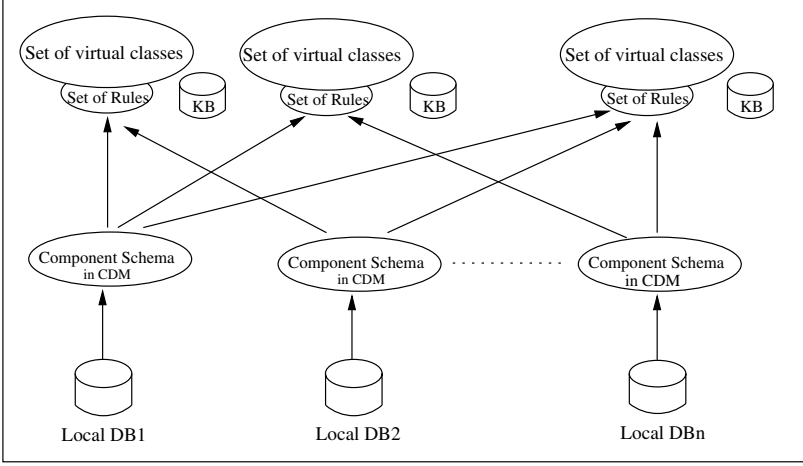 Set of virtual classes
Set of virtual classes
Set of virtual classes
Set of Rules
KB
Set of Rules
KB
Set of Rules
KB
Component Schema
in CDM
Component Schema
in CDM
Component Schema
in CDM
Local DB1
Local DB2
Local DBn